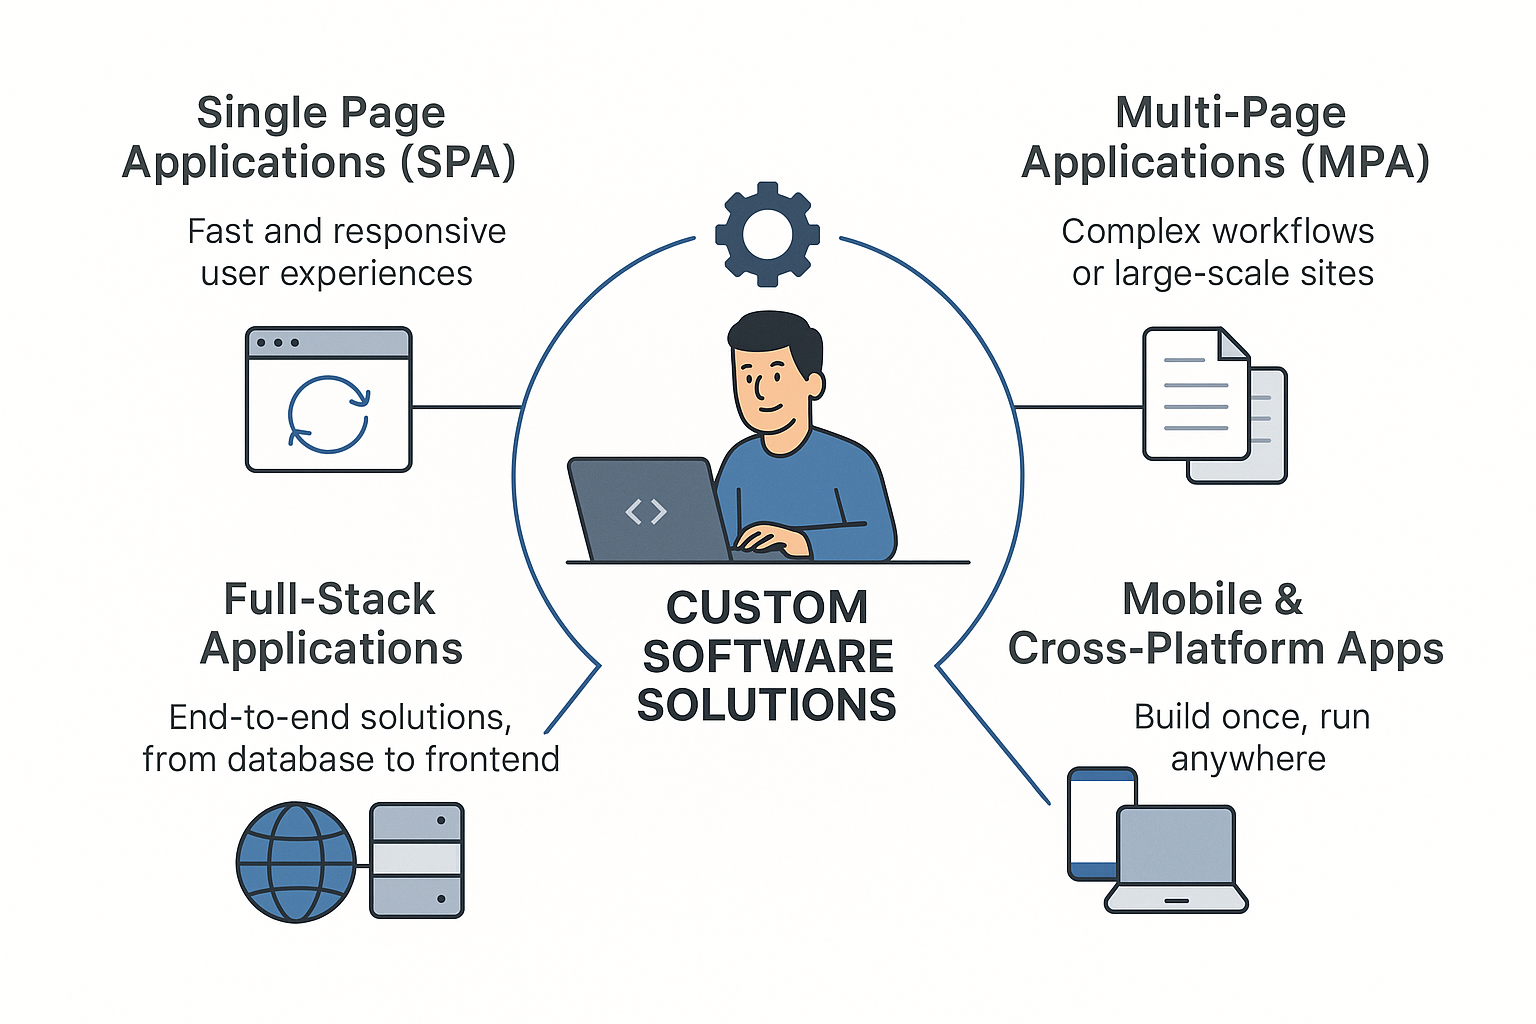 Single Page
Applications (SPA)
Fast and responsive
user experiences
Multi-Page
Applications (MPA)
Complex workflows
or large-scale sites
CUSTOM
SOFTWARE
SOLUTIONS
Full-Stack
Applications
End-to-end solutions,
from database to frontend
Mobile &
Cross-Platform Apps
Build once, run
anywhere